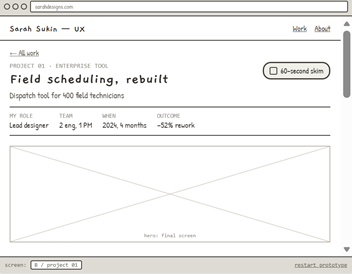 sarahdesigns.com
Sarah Sukin — UX
Work About
← All work
PROJECT 01 · ENTERPRISE TOOL
60-second skim
Field scheduling, rebuilt
Dispatch tool for 400 field technicians
MY ROLE TEAM WHEN OUTCOME
Lead designer 2 eng, 1 PM 2024, 4 months −52% rework
hero: final screen
screen: B / project 01 restart prototype